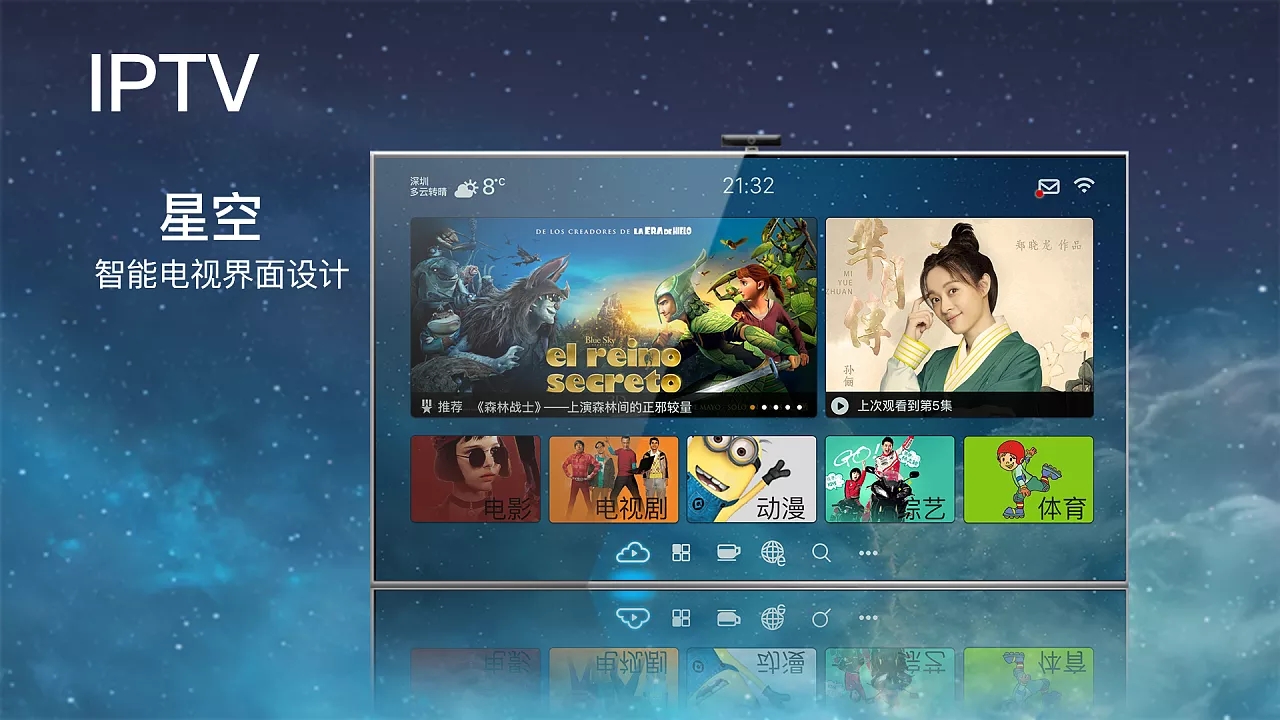 IPTV
星空
智能电视界面设计
深圳
多云转晴
8°C
21:32
DE LOS CREADORES DE LA ERA DE HIELO
Blue Sky
el reino
secreto
推荐 《森林战士》——上演森林间的正邪较量
芈月传
MI
YUE
ZHUAN
郑晓龙 作品
孙俪
上次观看到第5集
电影
电视剧
动漫
GO!
综艺
体育